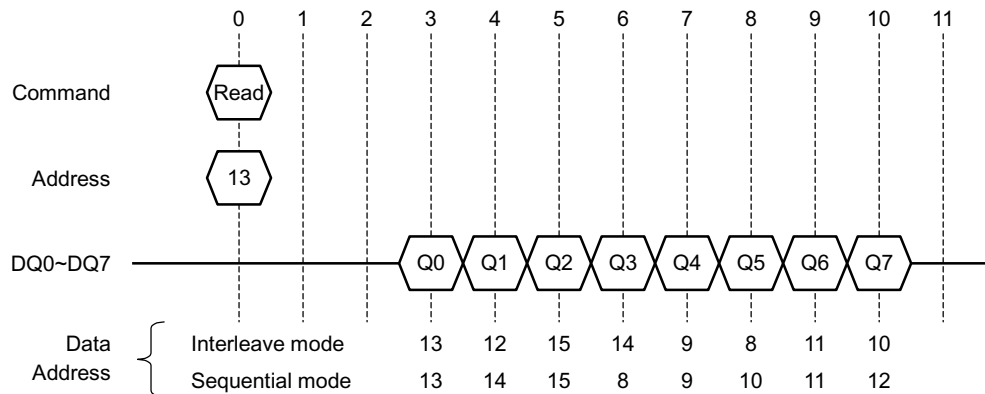 0 1 2 3 4 5 6 7 8 9 10 11
Command Read
Address 13
DQ0~DQ7 Q0 Q1 Q2 Q3 Q4 Q5 Q6 Q7
Data Interleave mode 13 12 15 14 9 8 11 10
Address Sequential mode 13 14 15 8 9 10 11 12